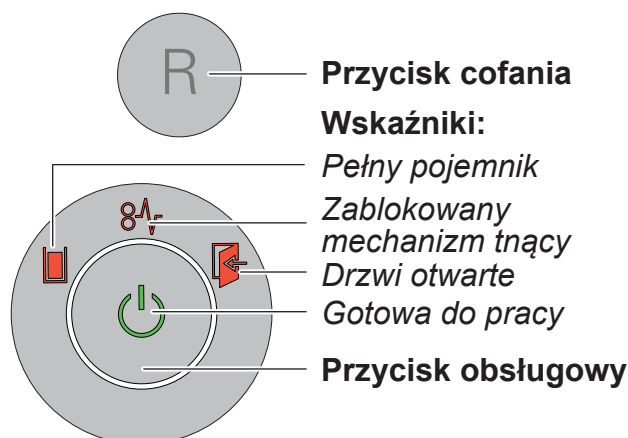 R
Przycisk cofania
Wskaźniki:
Pełny pojemnik
Zablokowany
mechanizm tnący
Drzwi otwarte
Gotowa do pracy
Przycisk obsługowy